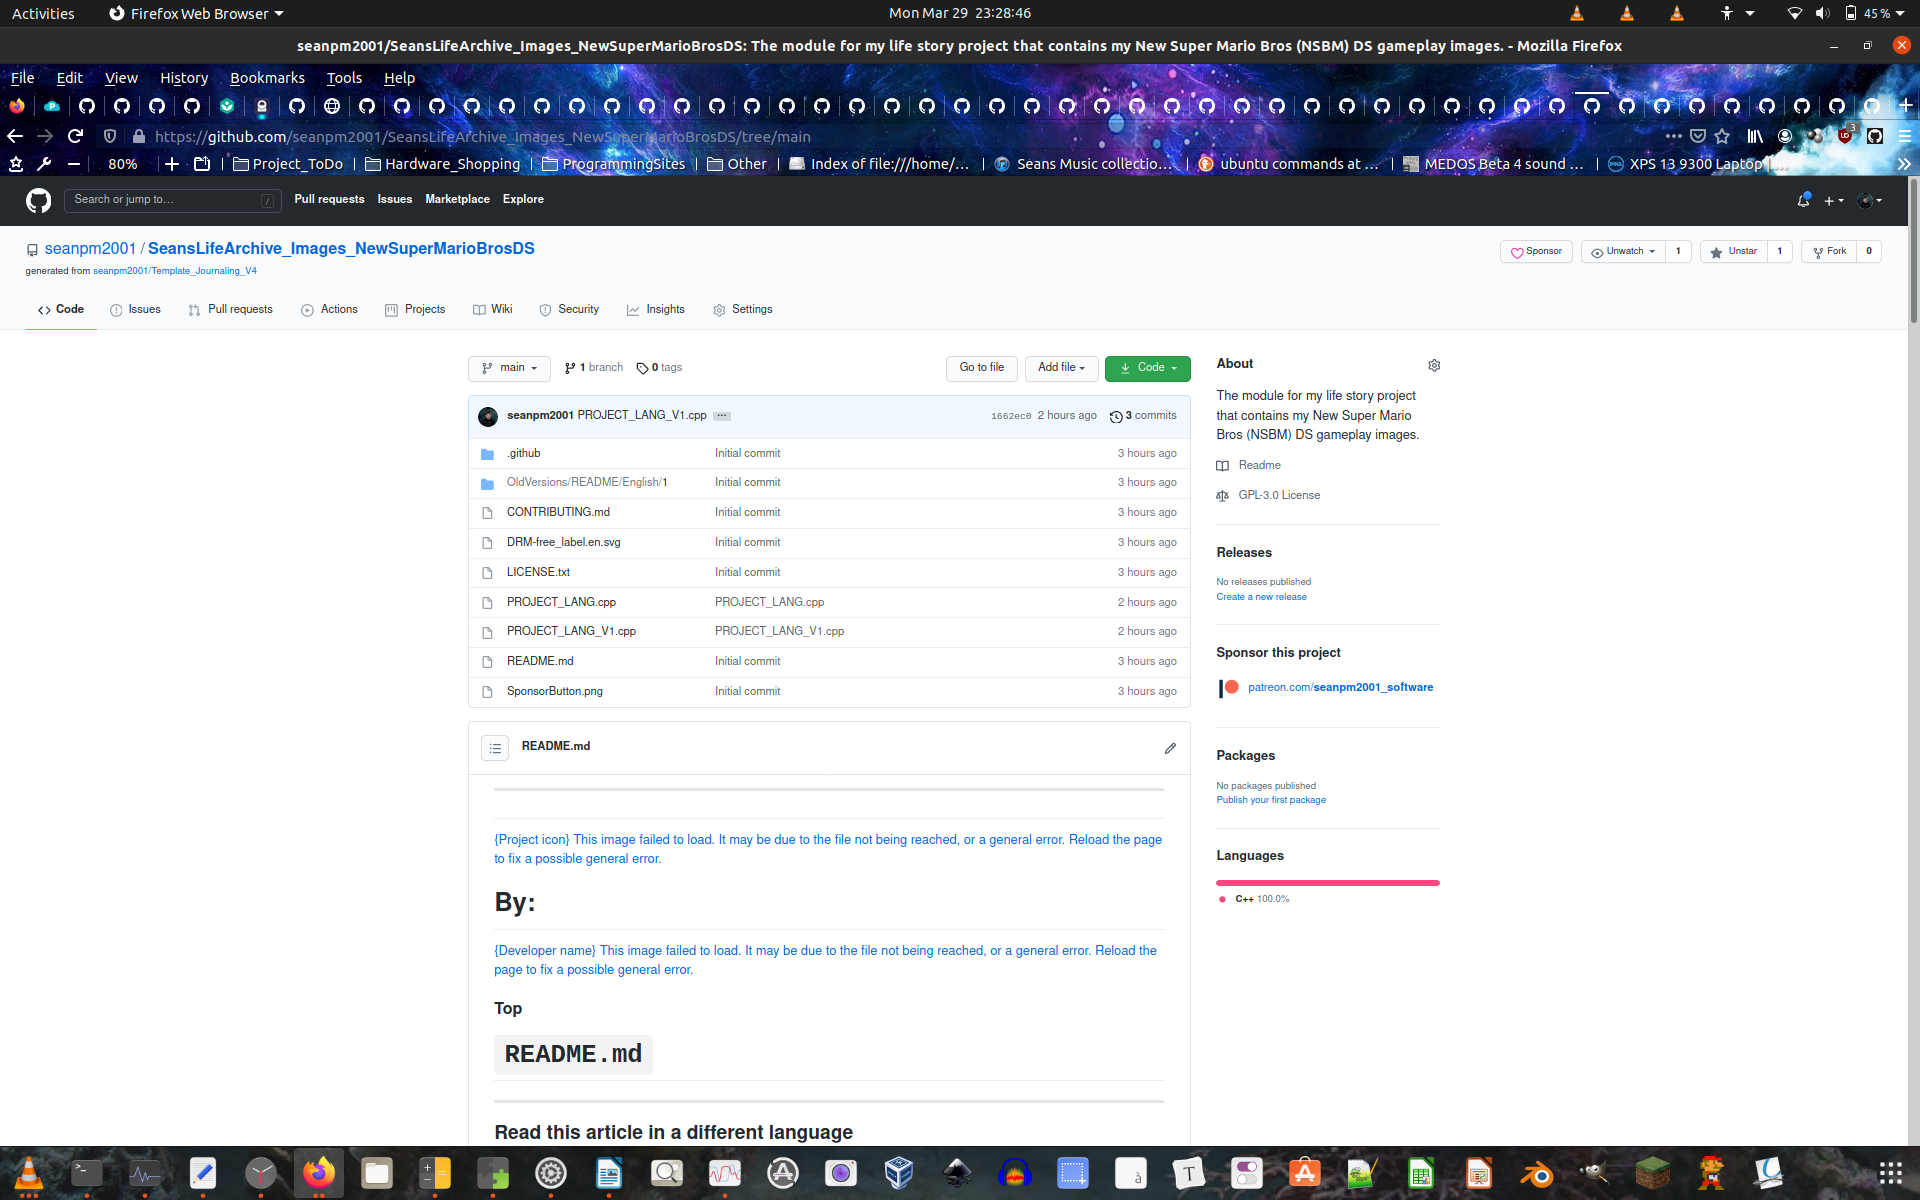 Activities
Firefox Web Browser
Mon Mar 29 23:28:46
45 %
seanpm2001/SeansLifeArchive_Images_NewSuperMarioBrosDS: The module for my life story project that contains my New Super Mario Bros (NSBM) DS gameplay images. - Mozilla Firefox
File Edit View History Bookmarks Tools Help
https://github.com/seanpm2001/SeansLifeArchive_Images_NewSuperMarioBrosDS/tree/main
3
80%
Project_ToDo
Hardware_Shopping
ProgrammingSites
Other
Index of file:///home/...
Seans Music collectio...
ubuntu commands at ...
MEDOS Beta 4 sound ...
XPS 13 9300 Laptop |...
Search or jump to...
/
Pull requests Issues Marketplace Explore
seanpm2001 / SeansLifeArchive_Images_NewSuperMarioBrosDS
generated from seanpm2001/Template_Journaling_V4
Sponsor
Unwatch 1
Unstar 1
Fork 0
Code Issues Pull requests Actions Projects Wiki Security Insights Settings
main 1 branch 0 tags
Go to file Add file Code
seanpm2001 PROJECT_LANG_V1.cpp ... 1662ec0 2 hours ago 3 commits
.github Initial commit 3 hours ago
OldVersions/README/English/1 Initial commit 3 hours ago
CONTRIBUTING.md Initial commit 3 hours ago
DRM-free_label.en.svg Initial commit 3 hours ago
LICENSE.txt Initial commit 3 hours ago
PROJECT_LANG.cpp PROJECT_LANG.cpp 2 hours ago
PROJECT_LANG_V1.cpp PROJECT_LANG_V1.cpp 2 hours ago
README.md Initial commit 3 hours ago
SponsorButton.png Initial commit 3 hours ago
README.md
{Project icon} This image failed to load. It may be due to the file not being reached, or a general error. Reload the page
to fix a possible general error.
By:
{Developer name} This image failed to load. It may be due to the file not being reached, or a general error. Reload the
page to fix a possible general error.
Top
README.md
Read this article in a different language
About
The module for my life story project
that contains my New Super Mario
Bros (NSBM) DS gameplay images.
Readme
GPL-3.0 License
Releases
No releases published
Create a new release
Sponsor this project
patreon.com/seanpm2001_software
Packages
No packages published
Publish your first package
Languages
C++ 100.0%